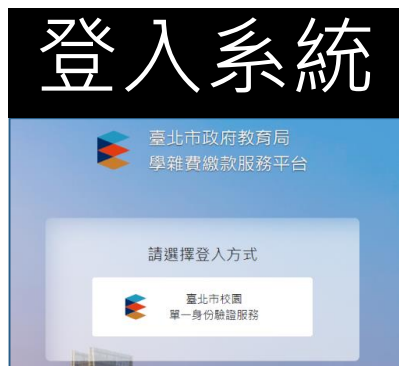 登入系統
臺北市政府教育局
學雜費繳款服務平台
請選擇登入方式
臺北市校園
單一身份驗證服務